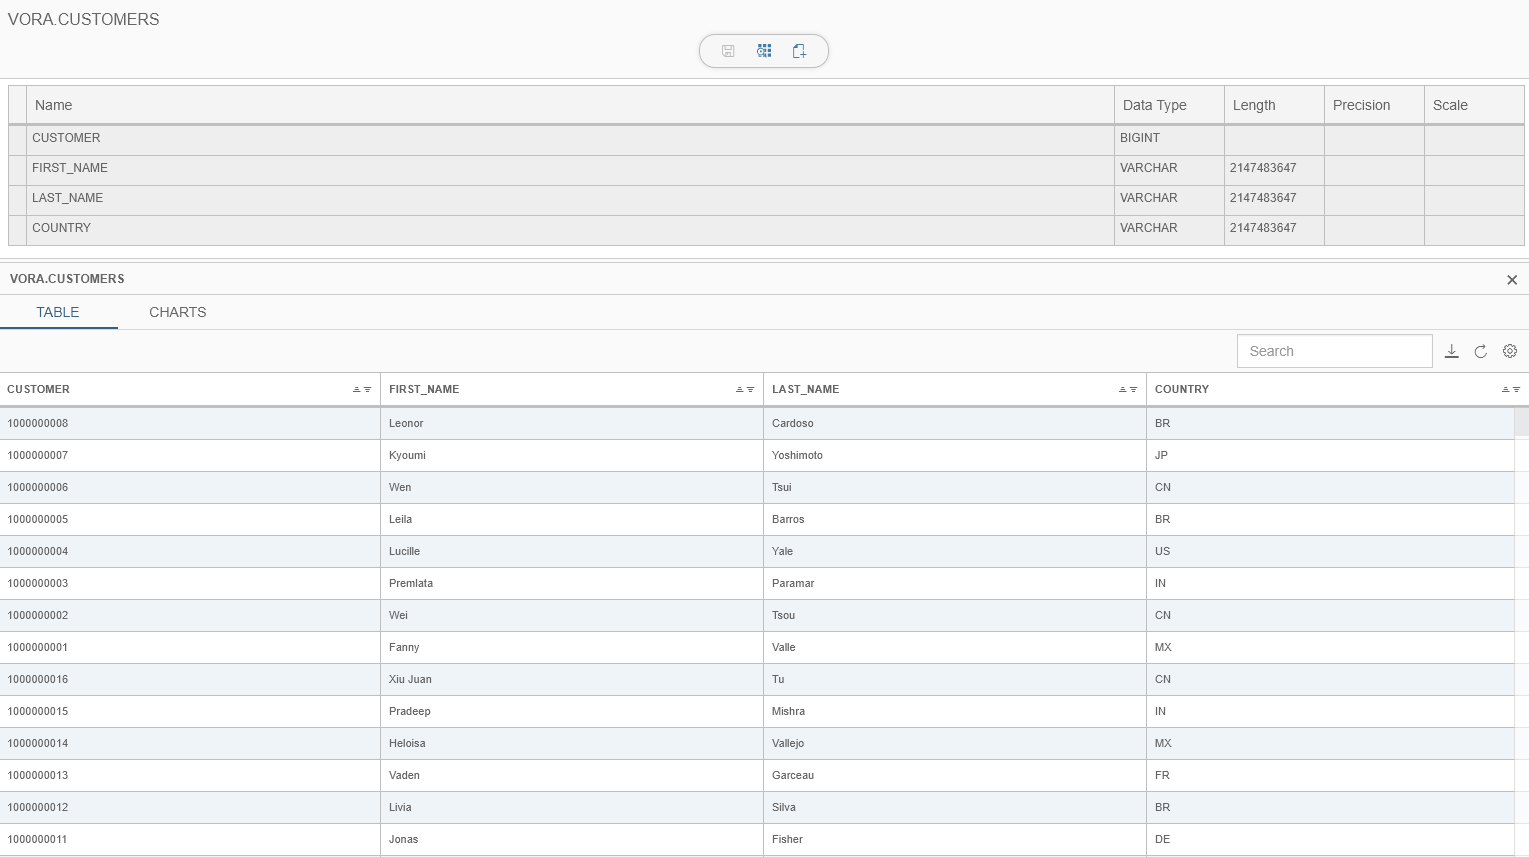 VORA.CUSTOMERS
Name Data Type Length Precision Scale
CUSTOMER BIGINT
FIRST_NAME VARCHAR 2147483647
LAST_NAME VARCHAR 2147483647
COUNTRY VARCHAR 2147483647
VORA.CUSTOMERS
TABLE CHARTS
Search
CUSTOMER FIRST_NAME LAST_NAME COUNTRY
1000000008 Leonor Cardoso BR
1000000007 Kyoumi Yoshimoto JP
1000000006 Wen Tsui CN
1000000005 Leila Barros BR
1000000004 Lucille Yale US
1000000003 Premlata Paramar IN
1000000002 Wei Tsou CN
1000000001 Fanny Valle MX
1000000016 Xiu Juan Tu CN
1000000015 Pradeep Mishra IN
1000000014 Heloisa Vallejo MX
1000000013 Vaden Garceau FR
1000000012 Livia Silva BR
1000000011 Jonas Fisher DE